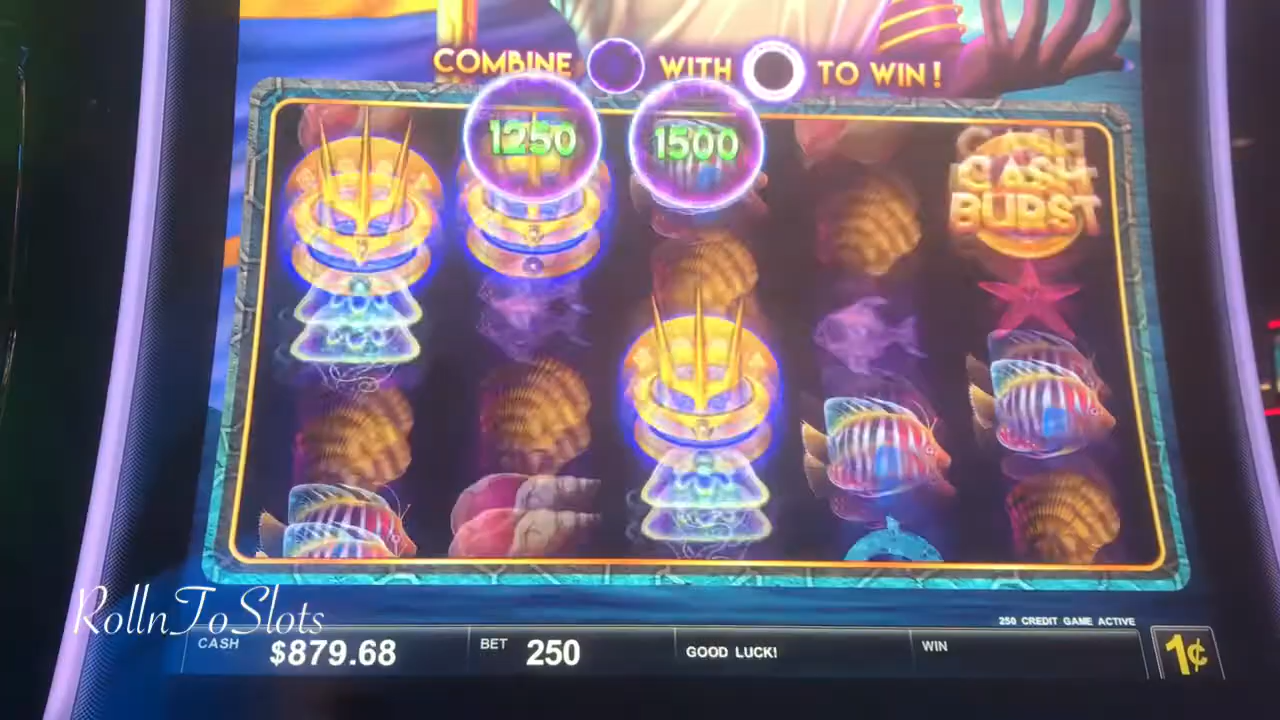 COMBINE WITH TO WIN!
1250 1500
CASH
CASH
BURST
RollnToSlots
250 CREDIT GAME ACTIVE
CASH $879.68 BET 250 GOOD LUCK! WIN
1¢